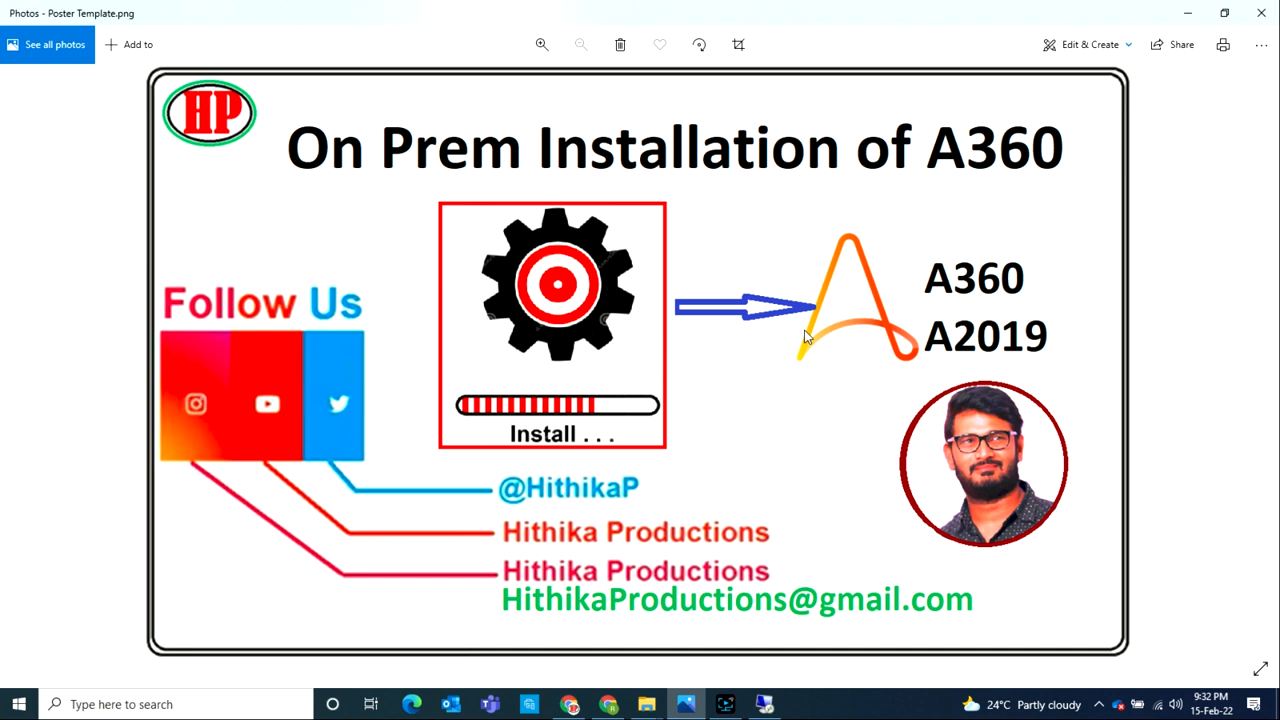 Photos - Poster Template.png
See all photos
Add to
Edit & Create
Share
HP
On Prem Installation of A360
A360
A2019
Follow Us
Install . . .
@HithikaP
Hithika Productions
Hithika Productions
HithikaProductions@gmail.com
Type here to search
24°C Partly cloudy
9:32 PM
15-Feb-22